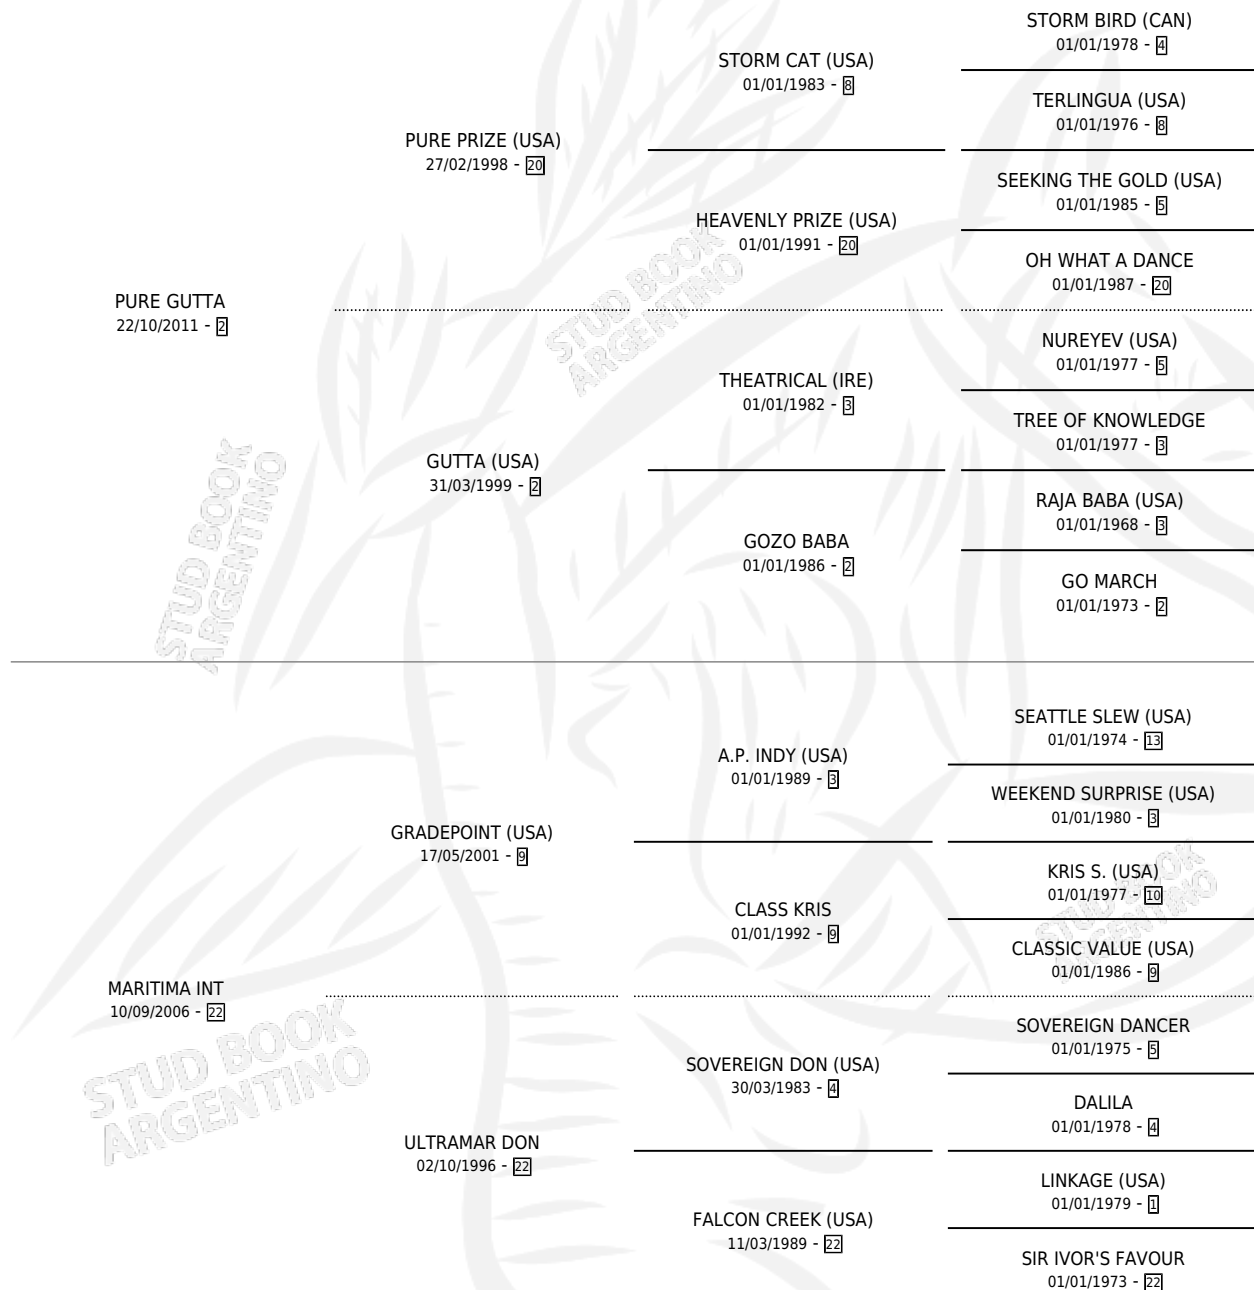 STORM BIRD (CAN)
01/01/1978 - 4
STORM CAT (USA)
01/01/1983 - 8
TERLINGUA (USA)
01/01/1976 - 8
PURE PRIZE (USA)
27/02/1998 - 20
SEEKING THE GOLD (USA)
01/01/1985 - 5
HEAVENLY PRIZE (USA)
01/01/1991 - 20
OH WHAT A DANCE
01/01/1987 - 20
PURE GUTTA
22/10/2011 - 2
STUD BOOK
ARGENTINO
NUREYEV (USA)
01/01/1977 - 5
THEATRICAL (IRE)
01/01/1982 - 3
TREE OF KNOWLEDGE
01/01/1977 - 3
GUTTA (USA)
31/03/1999 - 2
RAJA BABA (USA)
01/01/1968 - 3
GOZO BABA
01/01/1986 - 2
GO MARCH
01/01/1973 - 2
STUD BOOK
ARGENTINO
SEATTLE SLEW (USA)
01/01/1974 - 13
A.P. INDY (USA)
01/01/1989 - 3
WEEKEND SURPRISE (USA)
01/01/1980 - 3
GRADEPOINT (USA)
17/05/2001 - 9
KRIS S. (USA)
01/01/1977 - 10
CLASS KRIS
01/01/1992 - 9
STUD BOOK
ARGENTINO
CLASSIC VALUE (USA)
01/01/1986 - 9
MARITIMA INT
10/09/2006 - 22
SOVEREIGN DANCER
01/01/1975 - 5
SOVEREIGN DON (USA)
30/03/1983 - 4
STUD BOOK
ARGENTINO
DALILA
01/01/1978 - 4
ULTRAMAR DON
02/10/1996 - 22
LINKAGE (USA)
01/01/1979 - 1
FALCON CREEK (USA)
11/03/1989 - 22
SIR IVOR'S FAVOUR
01/01/1973 - 22